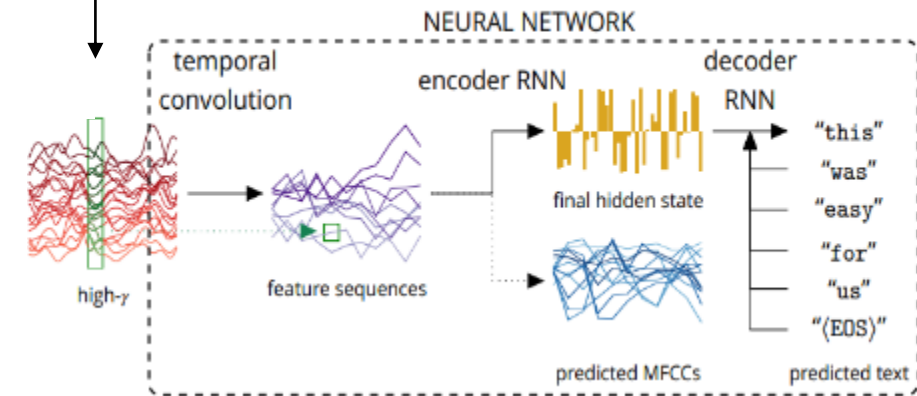 NEURAL NETWORK
temporal
convolution
encoder RNN
decoder
RNN
"this"
"was"
"easy"
"for"
"us"
"⟨EOS⟩"
final hidden state
high-γ
feature sequences
predicted MFCCs
predicted text